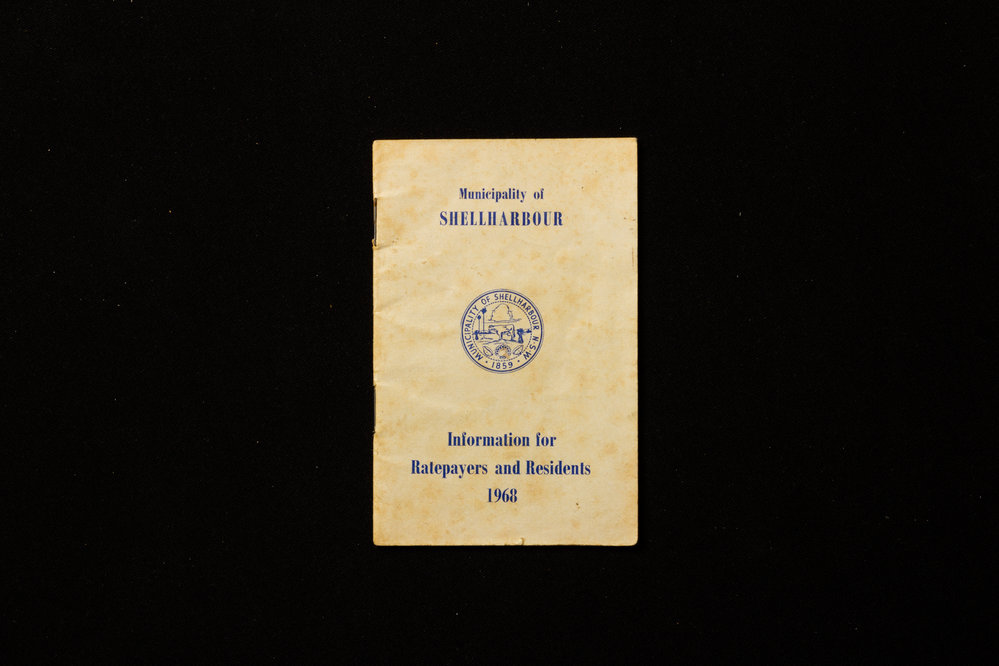 Municipality of
SHELLHARBOUR
MUNICIPALITY OF SHELLHARBOUR N.S.W.
· 1859 ·
Information for
Ratepayers and Residents
1968